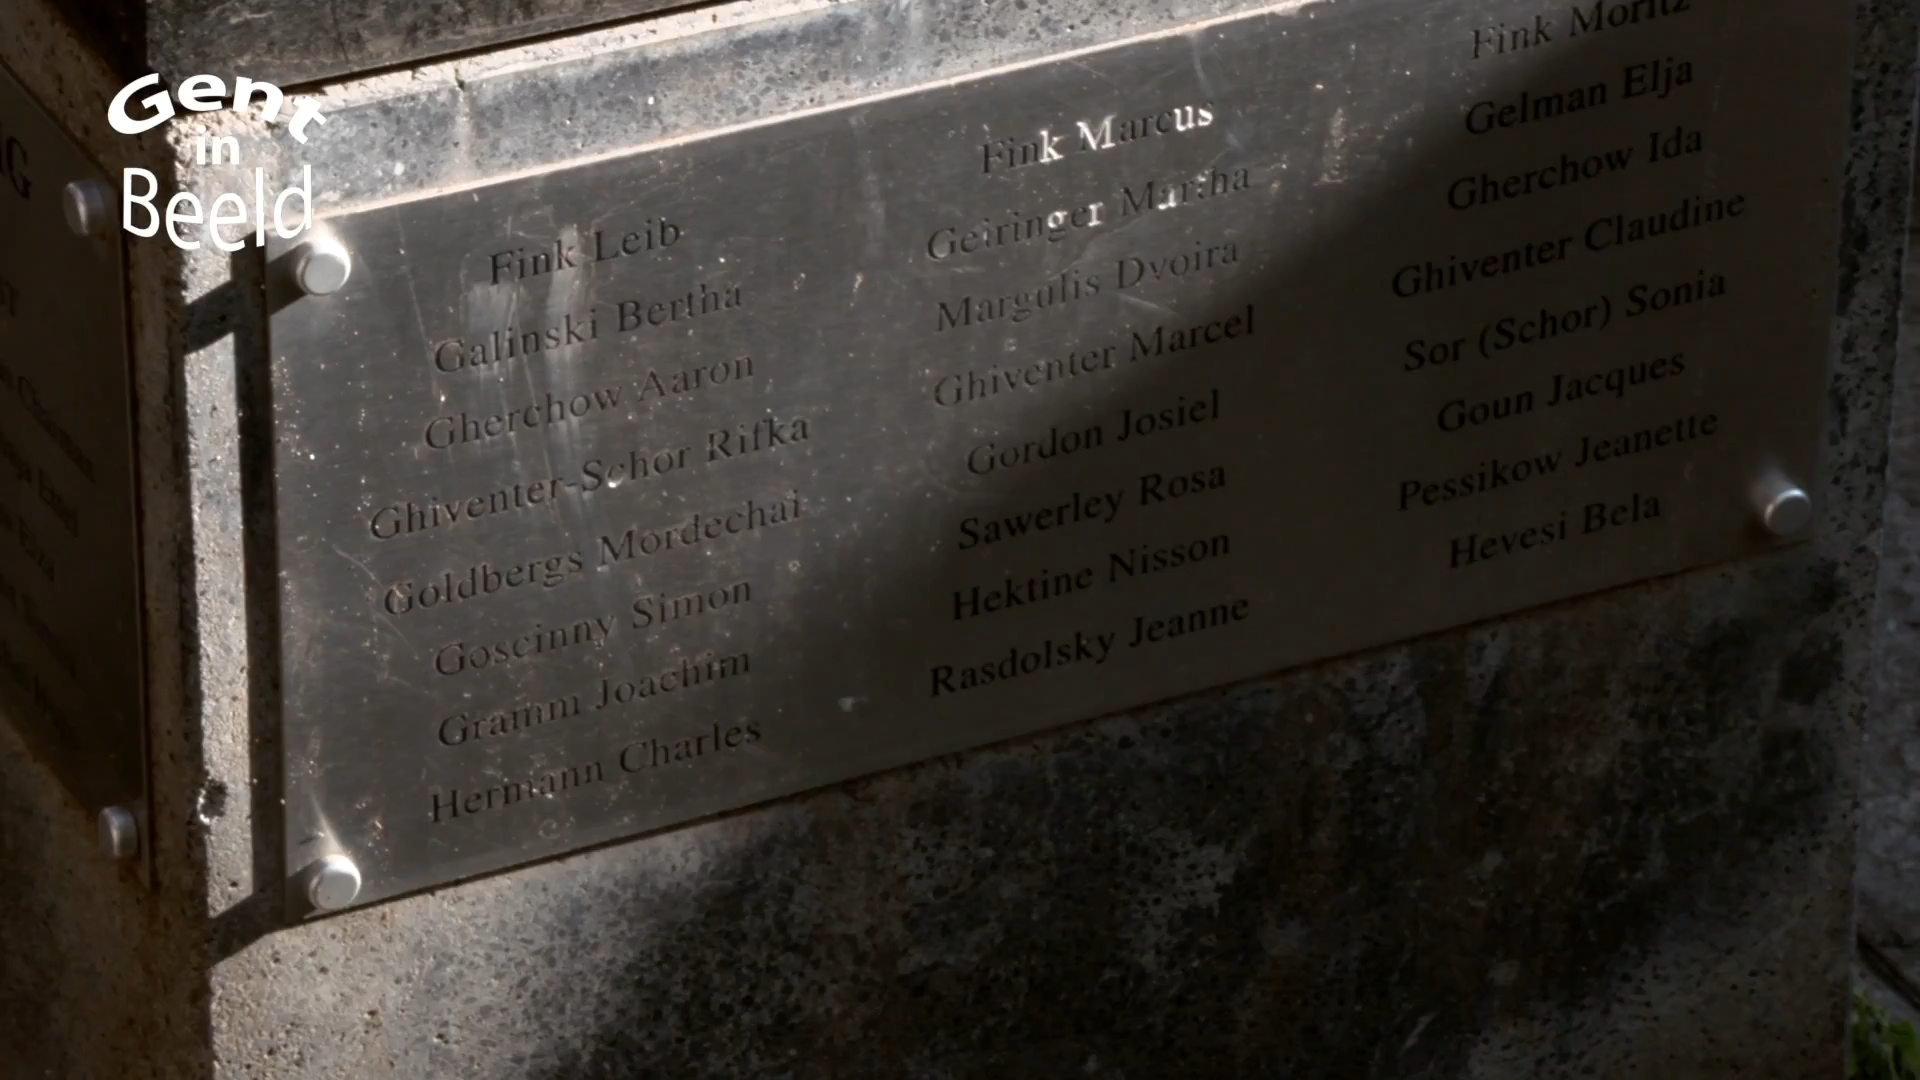 Gent
in
Beeld
Fink Leib
Galinski Bertha
Gherchow Aaron
Ghiventer-Schor Rifka
Goldbergs Mordechai
Goscinny Simon
Gramm Joachim
Hermann Charles
Fink Marcus
Geiringer Martha
Margulis Dvoira
Ghiventer Marcel
Gordon Josiel
Sawerley Rosa
Hektine Nisson
Rasdolsky Jeanne
Fink Moritz
Gelman Elja
Gherchow Ida
Ghiventer Claudine
Sor (Schor) Sonia
Goun Jacques
Pessikow Jeanette
Hevesi Bela